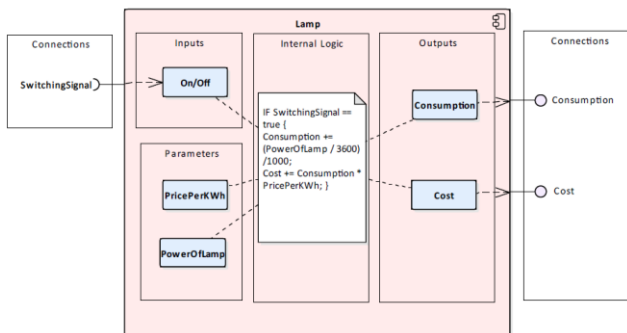 Lamp
Connections
SwitchingSignal
Inputs
On/Off
Parameters
PricePerKWh
PowerOfLamp
Internal Logic
IF SwitchingSignal ==
true {
Consumption +=
(PowerOfLamp / 3600)
/1000;
Cost += Consumption *
PricePerKWh; }
Outputs
Consumption
Cost
Connections
Consumption
Cost